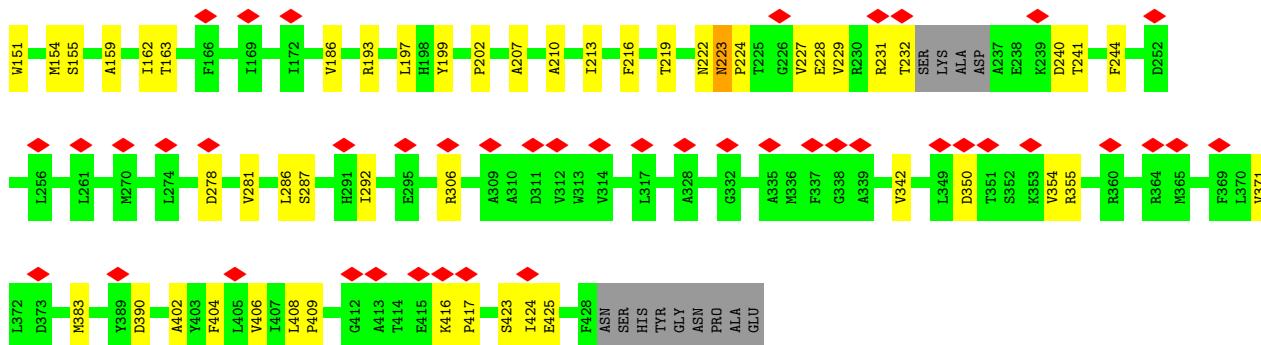 W151 M154 S155 A159 I162 T163 F166 I169 I172 V186 R193 L197 H198 Y199 P202 A207 A210 I213 F216 T219 N222 N223 P224 T225 G226 V227 E228 V229 R230 R231 T232 SER LYS ALA ASP A237 E238 K239 D240 T241 F244 D252
L256 L261 M270 L274 D278 V281 L286 S287 H291 I292 E295 R306 A309 A310 D311 V312 W313 V314 L317 A328 G332 A335 M336 F337 G338 A339 V342 L349 D350 T351 S352 K353 V354 R355 R360 R364 M365 F369 L370 V371
L372 D373 M383 Y389 D390 A402 Y403 F404 L405 V406 I407 L408 P409 G412 A413 T414 E415 K416 P417 S423 I424 E425 F428 ASN SER HIS TYR GLY ASN PRO ALA GLU